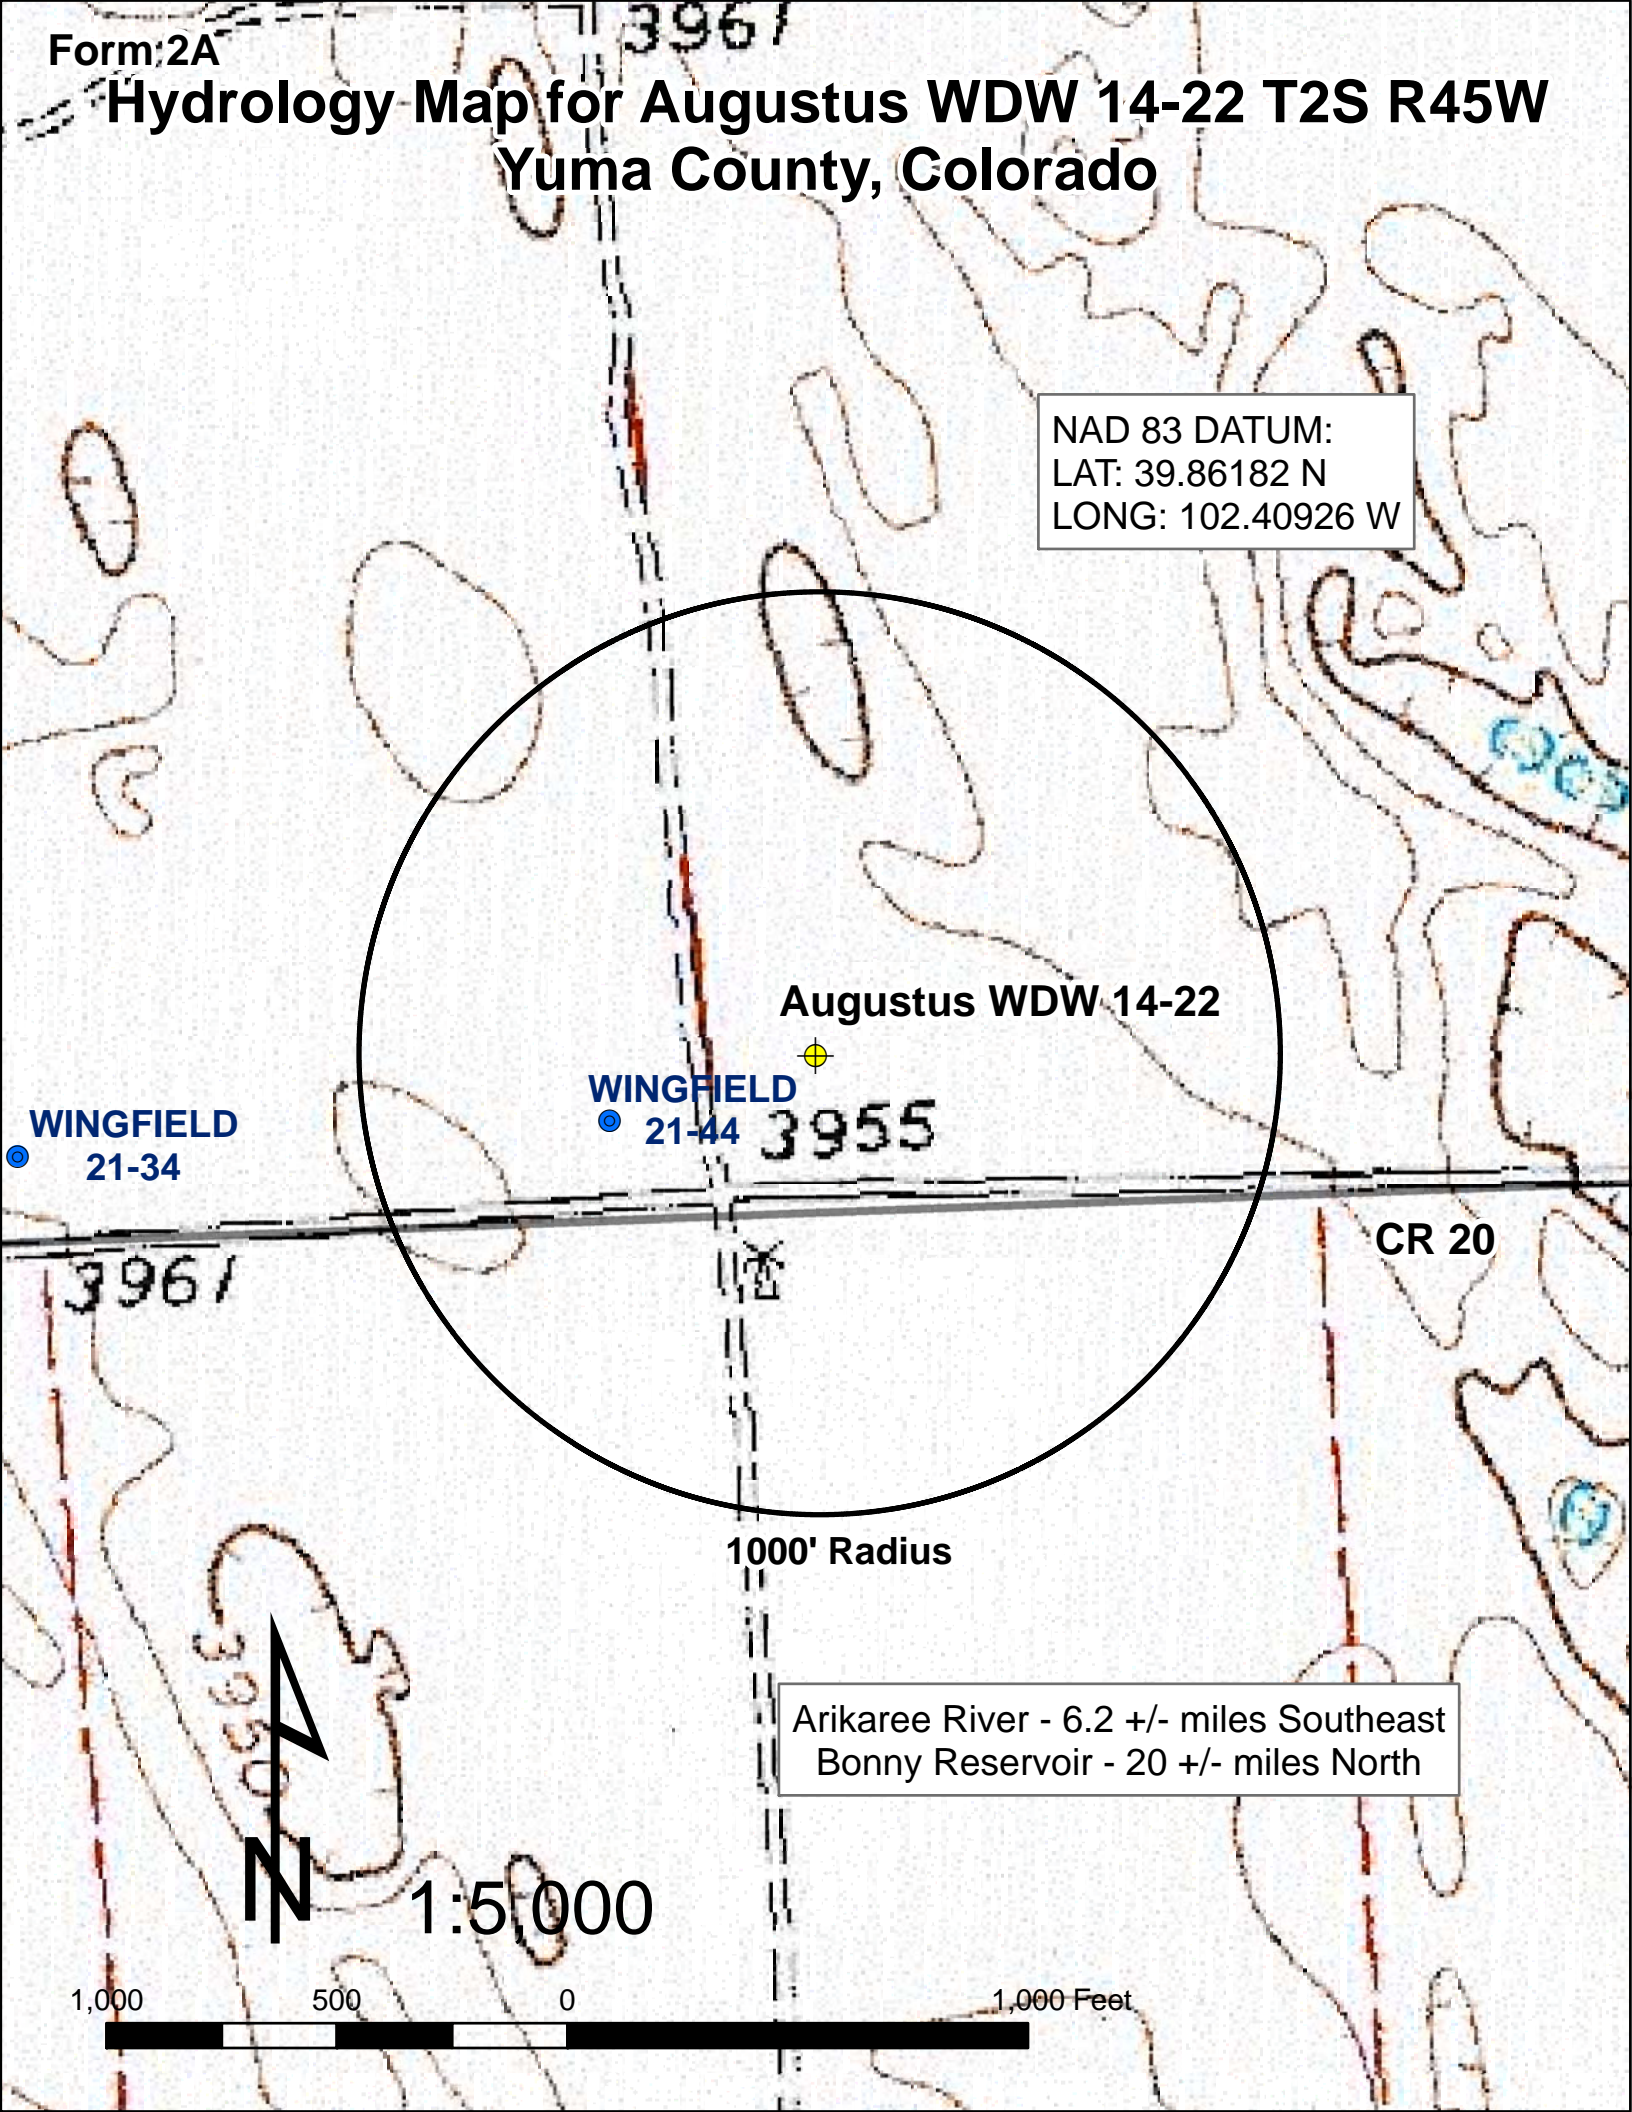 3961
Form 2A
Hydrology Map for Augustus WDW 14-22 T2S R45W
Yuma County, Colorado
NAD 83 DATUM:
LAT: 39.86182 N
LONG: 102.40926 W
Augustus WDW 14-22
WINGFIELD
21-44
3955
WINGFIELD
21-34
CR 20
3961
1000' Radius
3950
Arikaree River - 6.2 +/- miles Southeast
Bonny Reservoir - 20 +/- miles North
N
1:5,000
1,000 500 0 1,000 Feet